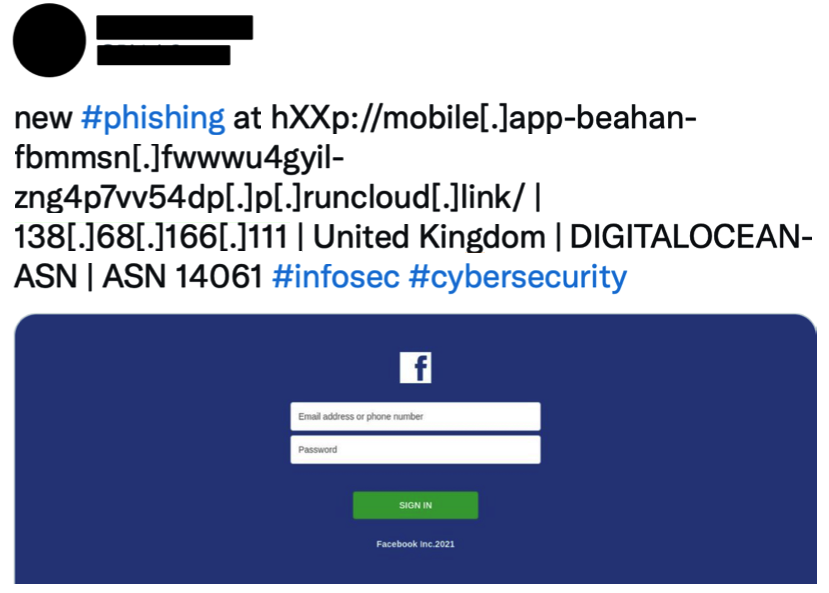 new #phishing at hXXp://mobile[.]app-beahan-
fbmmsn[.]fwwwu4gyil-
zng4p7vv54dp[.]p[.]runcloud[.]link/ |
138[.]68[.]166[.]111 | United Kingdom | DIGITALOCEAN-
ASN | ASN 14061 #infosec #cybersecurity
f
Email address or phone number
Password
SIGN IN
Facebook Inc.2021